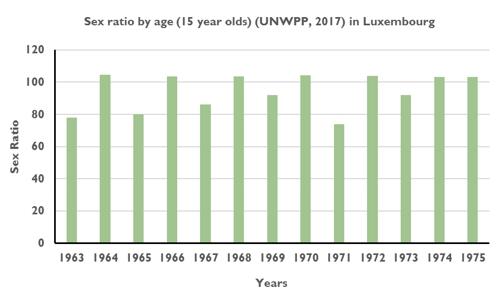 Sex ratio by age (15 year olds) (UNWPP, 2017) in Luxembourg
120
100
80
60
40
20
0
Sex Ratio
1963 1964 1965 1966 1967 1968 1969 1970 1971 1972 1973 1974 1975
Years